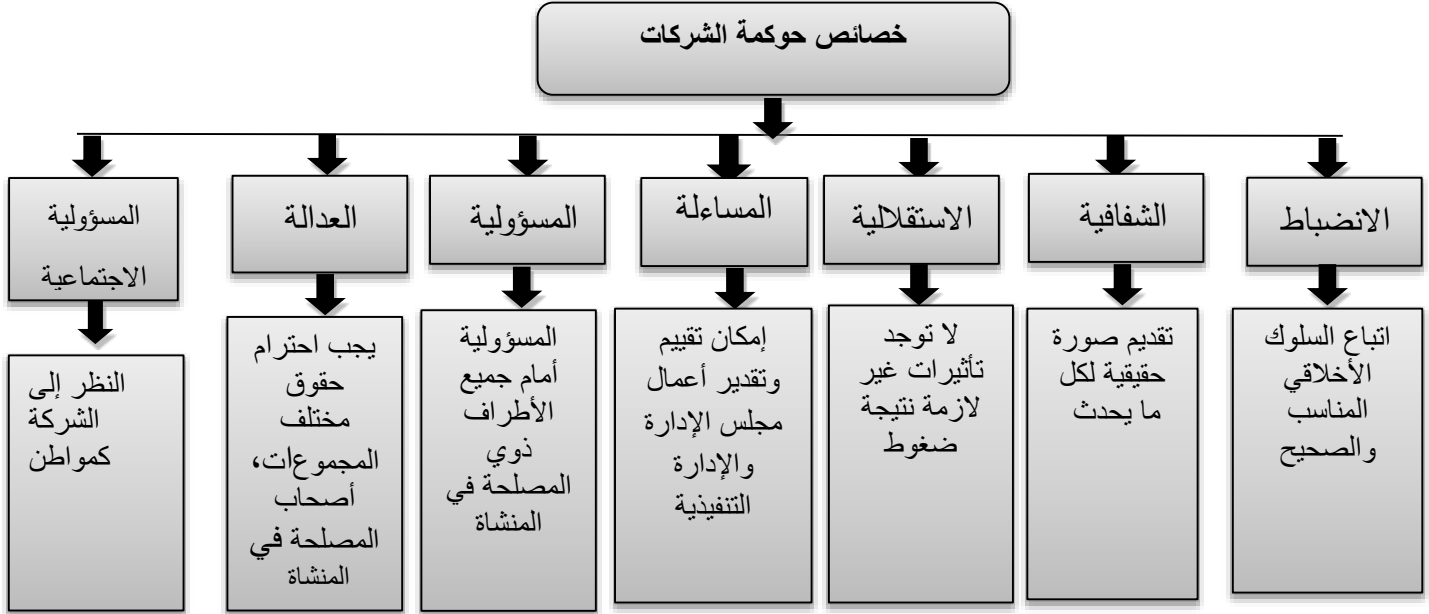 خصائص حوكمة الشركات
الانضباط
الشفافية
الاستقلالية
المساءلة
المسؤولية
العدالة
المسؤولية
الاجتماعية
اتباع السلوك
الأخلاقي
المناسب
والصحيح
تقديم صورة
حقيقية لكل
ما يحدث
لا توجد
تأثيرات غير
لازمة نتيجة
ضغوط
إمكان تقييم
وتقدير أعمال
مجلس الإدارة
والإدارة
التنفيذية
المسؤولية
أمام جميع
الأطراف
ذوي
المصلحة في
المنشاة
يجب احترام
حقوق
مختلف
المجموعات،
أصحاب
المصلحة في
المنشاة
النظر إلى
الشركة
كمواطن